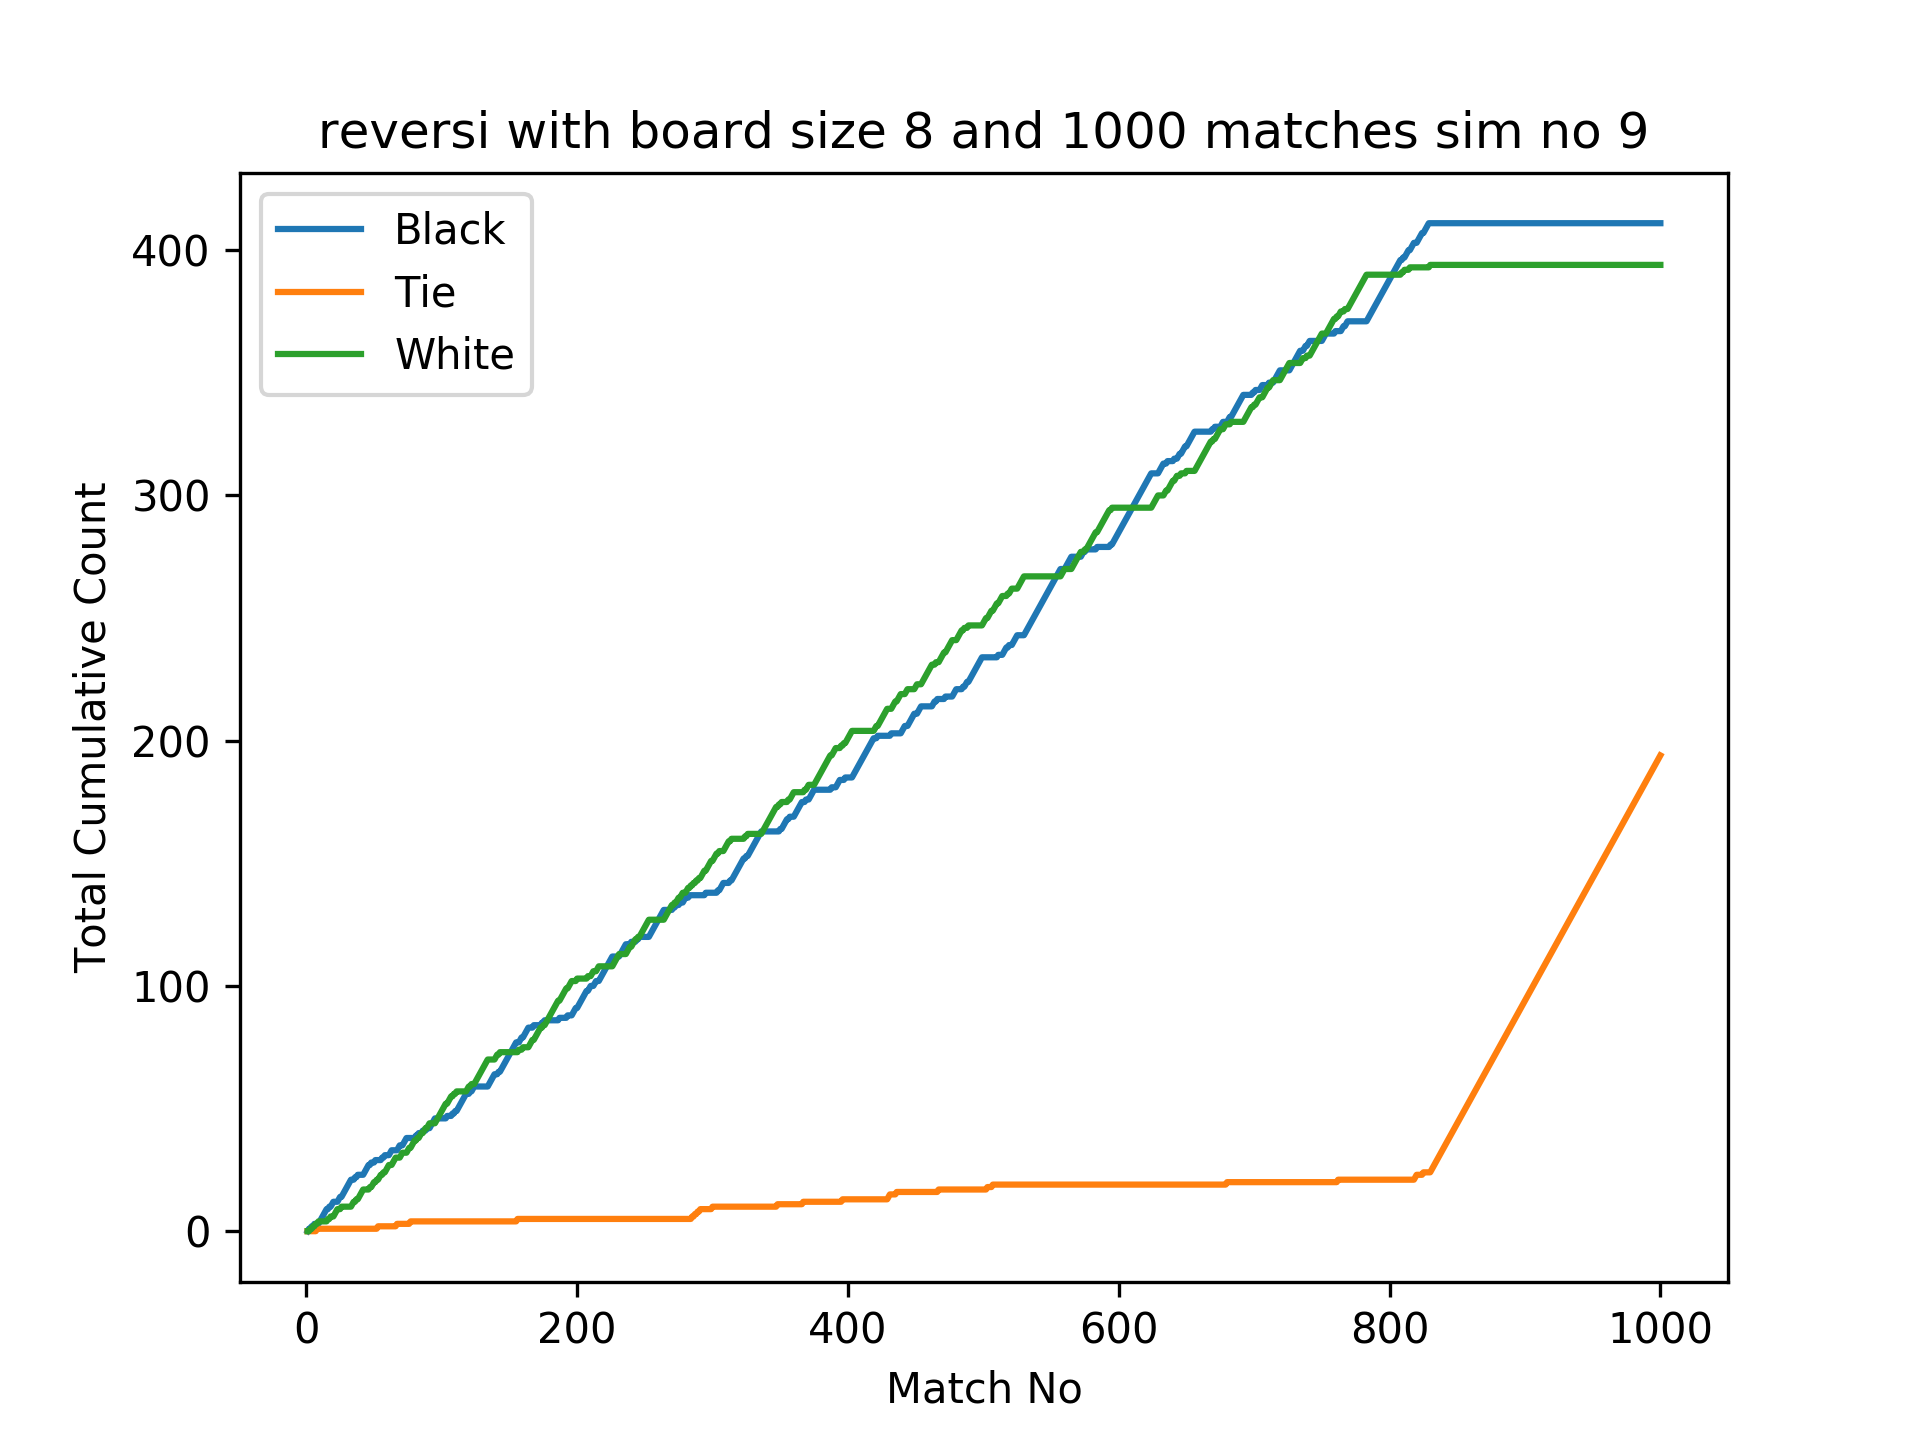 reversi with board size 8 and 1000 matches sim no 9
Black
Tie
White
400
300
200
100
0
Total Cumulative Count
0 200 400 600 800 1000
Match No